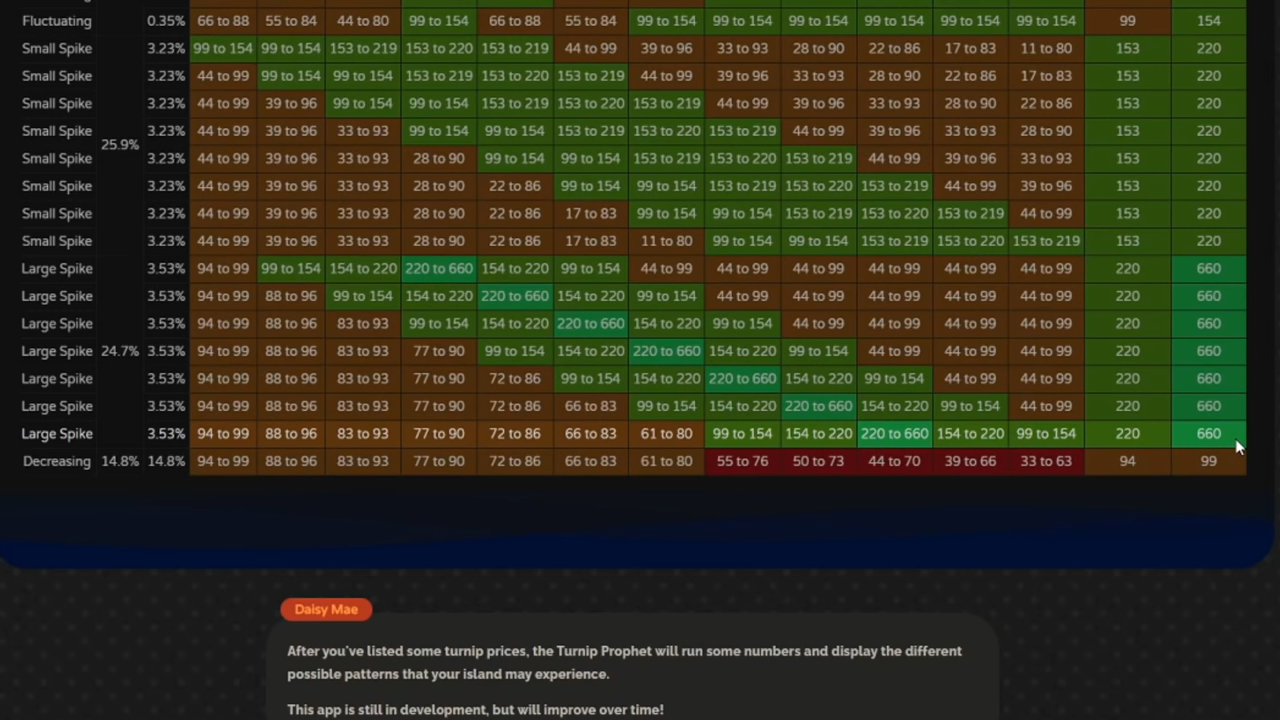 Fluctuating 0.35% 66 to 88 55 to 84 44 to 80 99 to 154 66 to 88 55 to 84 99 to 154 99 to 154 99 to 154 99 to 154 99 to 154 99 to 154 99 154
Small Spike 3.23% 99 to 154 99 to 154 153 to 219 153 to 220 153 to 219 44 to 99 39 to 96 33 to 93 28 to 90 22 to 86 17 to 83 11 to 80 153 220
Small Spike 3.23% 44 to 99 99 to 154 99 to 154 153 to 219 153 to 220 153 to 219 44 to 99 39 to 96 33 to 93 28 to 90 22 to 86 17 to 83 153 220
Small Spike 3.23% 44 to 99 39 to 96 99 to 154 99 to 154 153 to 219 153 to 220 153 to 219 44 to 99 39 to 96 33 to 93 28 to 90 22 to 86 153 220
Small Spike 3.23% 44 to 99 39 to 96 33 to 93 99 to 154 99 to 154 153 to 219 153 to 220 153 to 219 44 to 99 39 to 96 33 to 93 28 to 90 153 220
25.9%
Small Spike 3.23% 44 to 99 39 to 96 33 to 93 28 to 90 99 to 154 99 to 154 153 to 219 153 to 220 153 to 219 44 to 99 39 to 96 33 to 93 153 220
Small Spike 3.23% 44 to 99 39 to 96 33 to 93 28 to 90 22 to 86 99 to 154 99 to 154 153 to 219 153 to 220 153 to 219 44 to 99 39 to 96 153 220
Small Spike 3.23% 44 to 99 39 to 96 33 to 93 28 to 90 22 to 86 17 to 83 99 to 154 99 to 154 153 to 219 153 to 220 153 to 219 44 to 99 153 220
Small Spike 3.23% 44 to 99 39 to 96 33 to 93 28 to 90 22 to 86 17 to 83 11 to 80 99 to 154 99 to 154 153 to 219 153 to 220 153 to 219 153 220
Large Spike 3.53% 94 to 99 99 to 154 154 to 220 220 to 660 154 to 220 99 to 154 44 to 99 44 to 99 44 to 99 44 to 99 44 to 99 44 to 99 220 660
Large Spike 3.53% 94 to 99 88 to 96 99 to 154 154 to 220 220 to 660 154 to 220 99 to 154 44 to 99 44 to 99 44 to 99 44 to 99 44 to 99 220 660
Large Spike 3.53% 94 to 99 88 to 96 83 to 93 99 to 154 154 to 220 220 to 660 154 to 220 99 to 154 44 to 99 44 to 99 44 to 99 44 to 99 220 660
Large Spike 24.7% 3.53% 94 to 99 88 to 96 83 to 93 77 to 90 99 to 154 154 to 220 220 to 660 154 to 220 99 to 154 44 to 99 44 to 99 44 to 99 220 660
Large Spike 3.53% 94 to 99 88 to 96 83 to 93 77 to 90 72 to 86 99 to 154 154 to 220 220 to 660 154 to 220 99 to 154 44 to 99 44 to 99 220 660
Large Spike 3.53% 94 to 99 88 to 96 83 to 93 77 to 90 72 to 86 66 to 83 99 to 154 154 to 220 220 to 660 154 to 220 99 to 154 44 to 99 220 660
Large Spike 3.53% 94 to 99 88 to 96 83 to 93 77 to 90 72 to 86 66 to 83 61 to 80 99 to 154 154 to 220 220 to 660 154 to 220 99 to 154 220 660
Decreasing 14.8% 14.8% 94 to 99 88 to 96 83 to 93 77 to 90 72 to 86 66 to 83 61 to 80 55 to 76 50 to 73 44 to 70 39 to 66 33 to 63 94 99
Daisy Mae
After you've listed some turnip prices, the Turnip Prophet will run some numbers and display the different
possible patterns that your island may experience.
This app is still in development, but will improve over time!